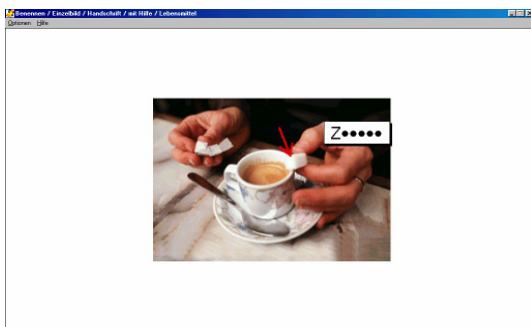 Benennen / Einzelbild / Handschrift / mit Hilfe / Lebensmittel
Optionen Hilfe
Z●●●●●